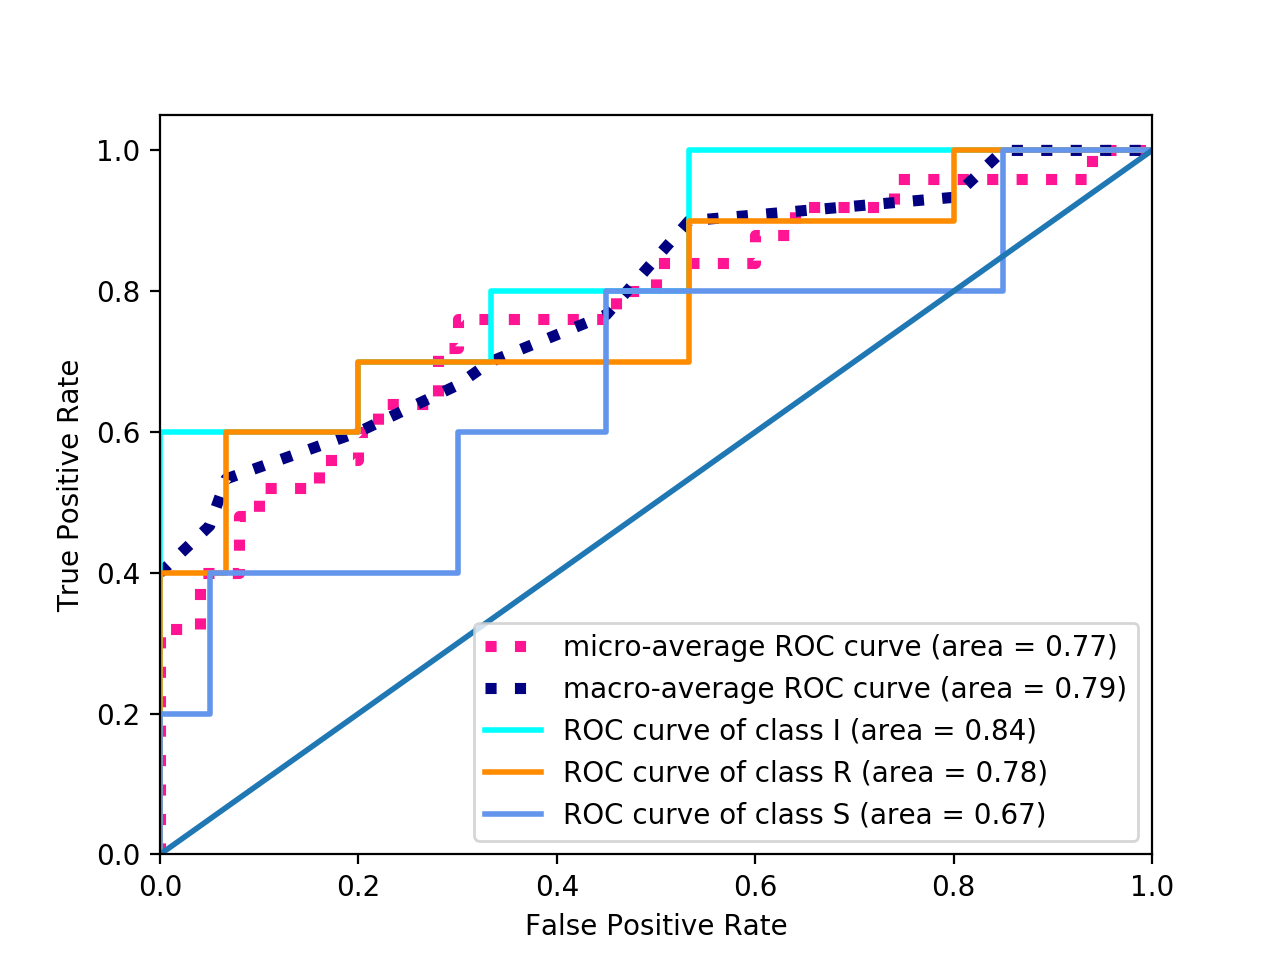 1.0
0.8
0.6
0.4
0.2
0.0
True Positive Rate
micro-average ROC curve (area = 0.77)
macro-average ROC curve (area = 0.79)
ROC curve of class I (area = 0.84)
ROC curve of class R (area = 0.78)
ROC curve of class S (area = 0.67)
0.0 0.2 0.4 0.6 0.8 1.0
False Positive Rate